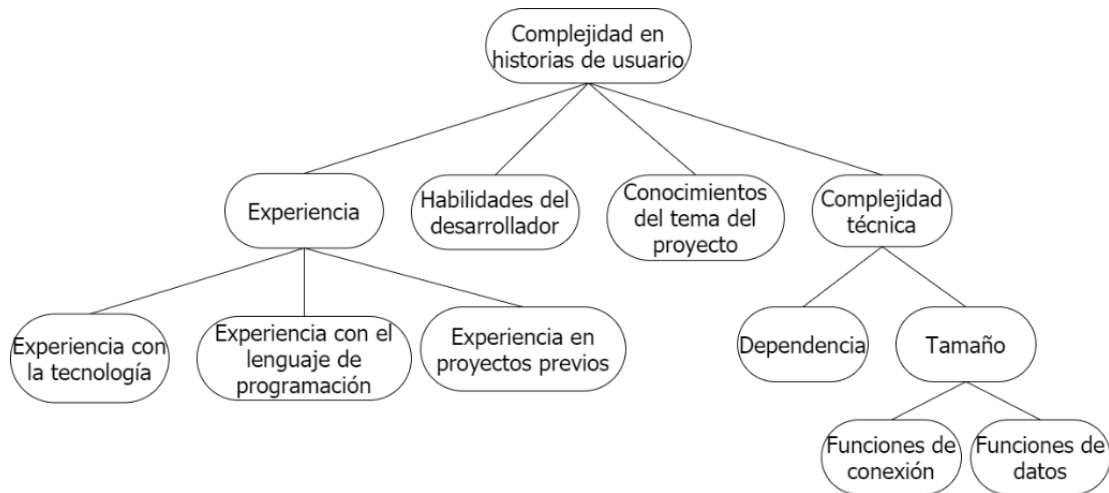 Complejidad en
historias de usuario
Experiencia
Habilidades del
desarrollador
Conocimientos
del tema del
proyecto
Complejidad
técnica
Experiencia con
la tecnología
Experiencia con el
lenguaje de
programación
Experiencia en
proyectos previos
Dependencia
Tamaño
Funciones de
conexión
Funciones de
datos